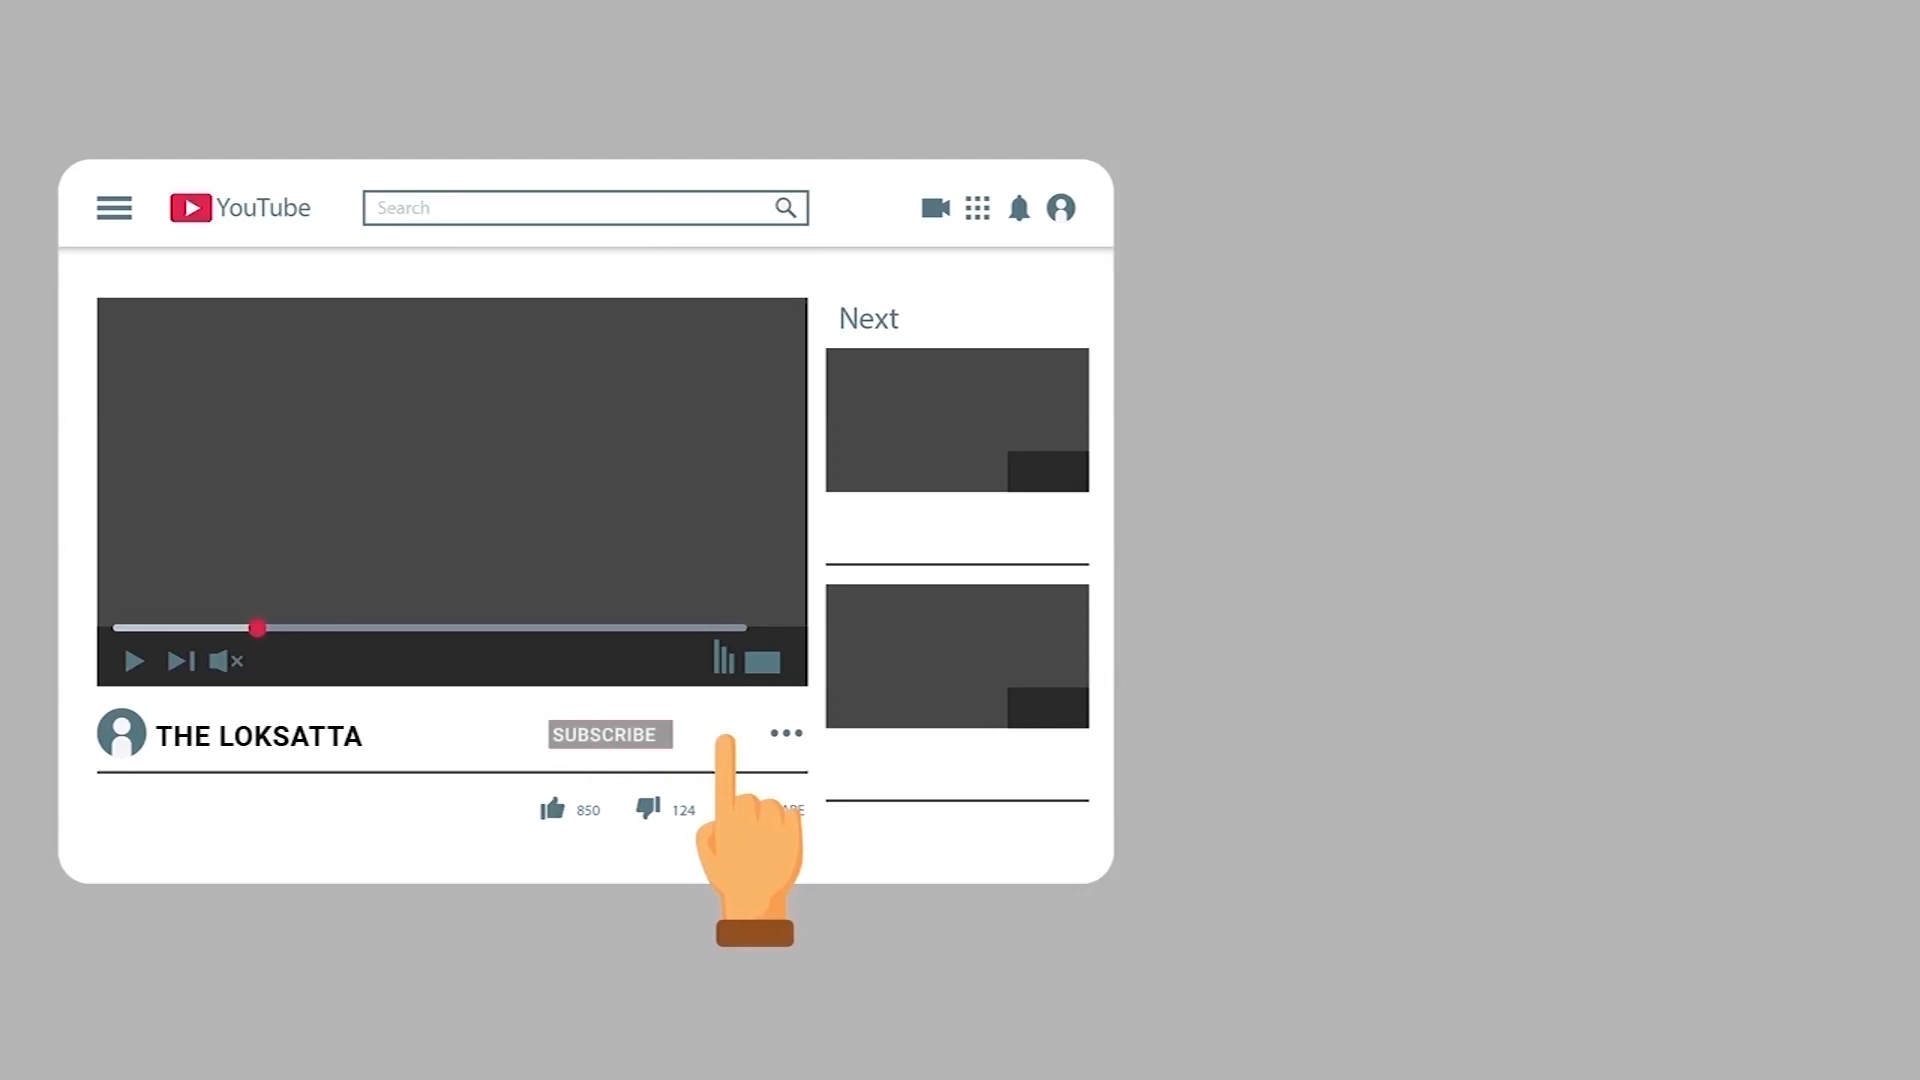 YouTube
Search
Next
THE LOKSATTA
SUBSCRIBE
850
124